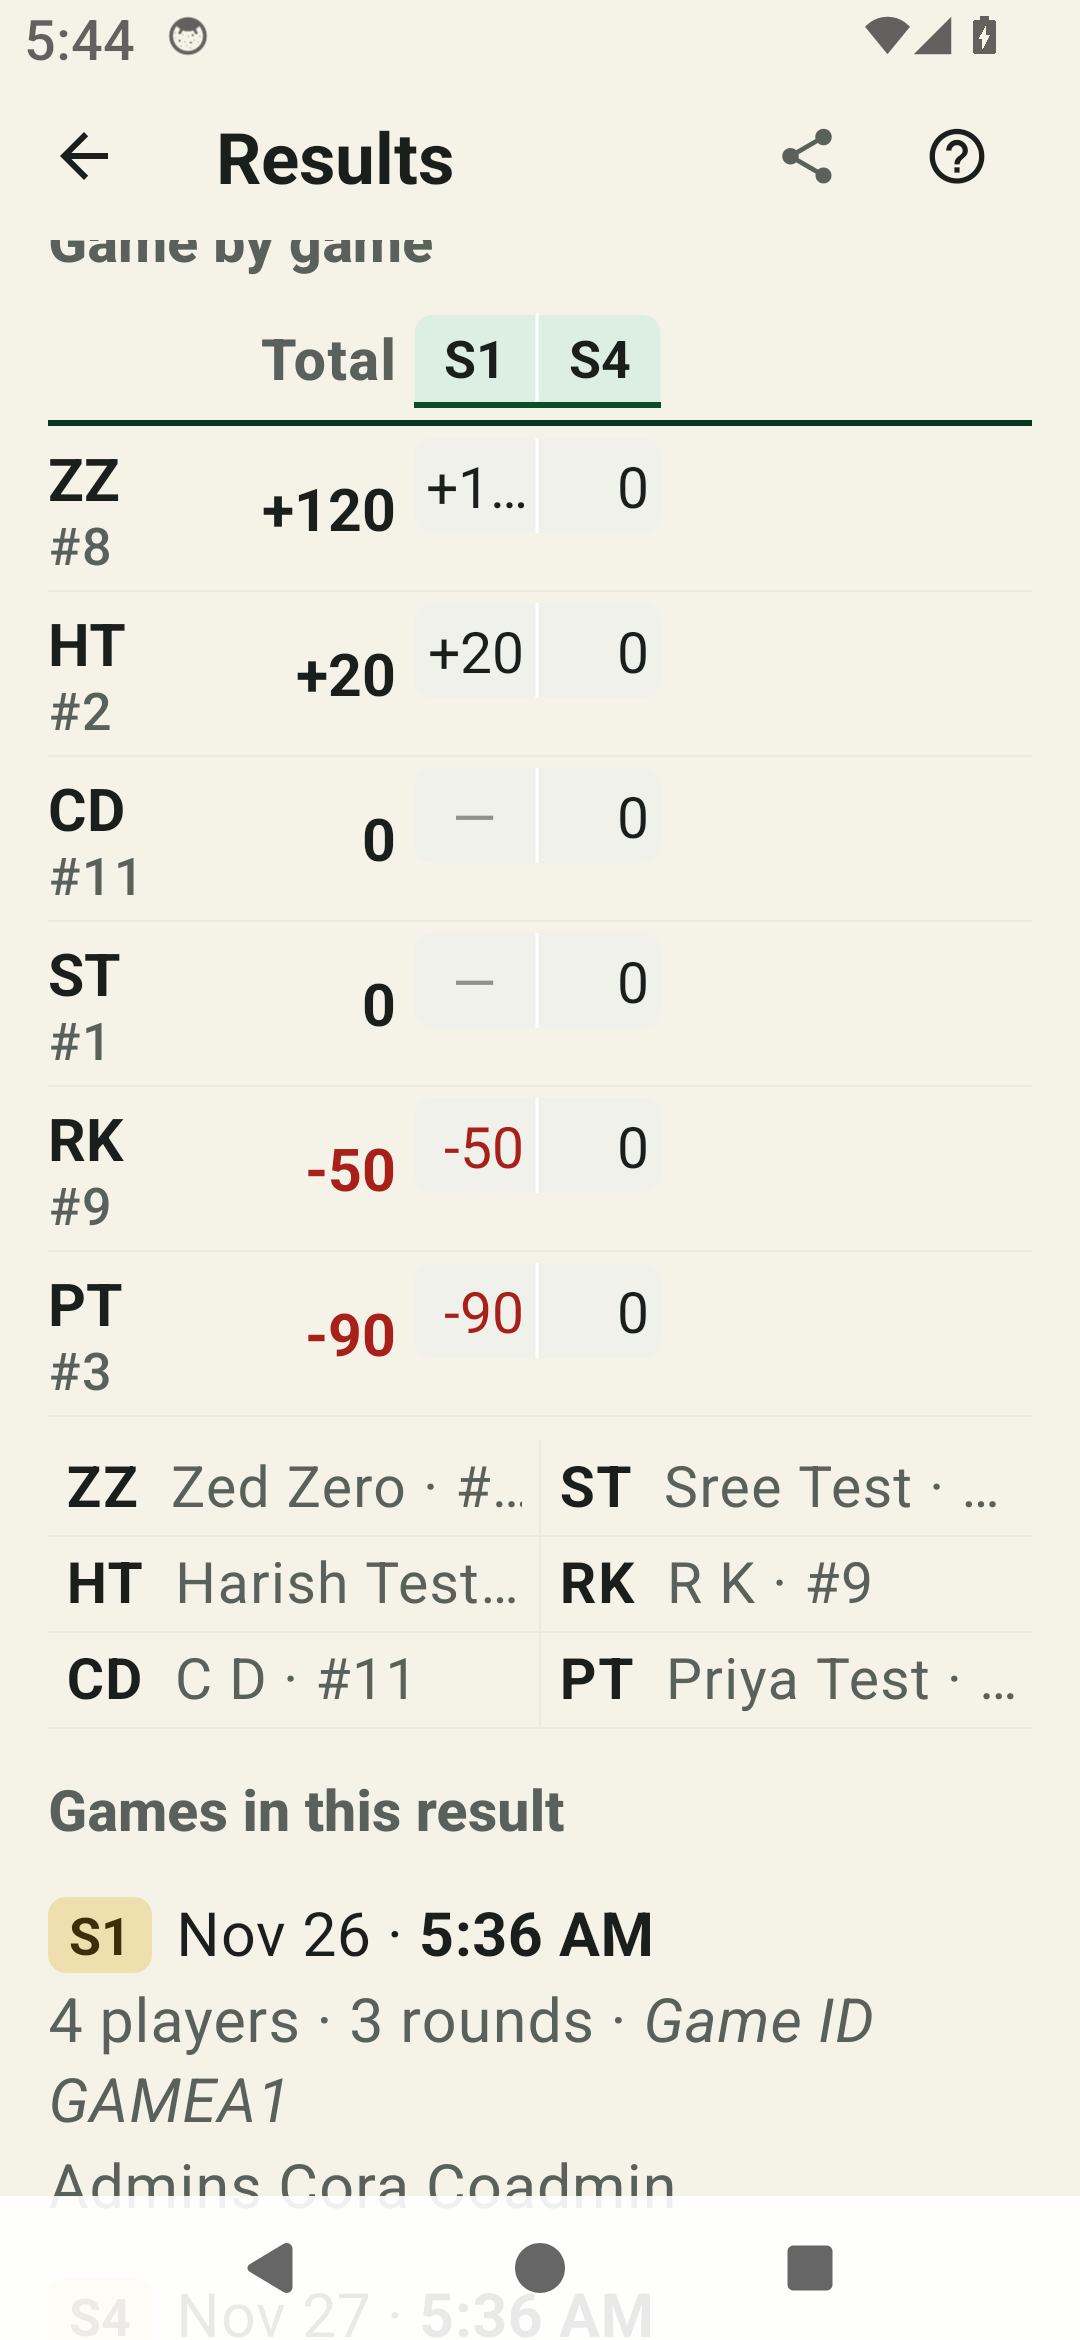 5:44
Results
Game by game
Total S1 S4
ZZ +120 +1... 0
#8
HT +20 +20 0
#2
CD 0 — 0
#11
ST 0 — 0
#1
RK -50 -50 0
#9
PT -90 -90 0
#3
ZZ Zed Zero · #... ST Sree Test · ...
HT Harish Test... RK R K · #9
CD C D · #11 PT Priya Test · ...
Games in this result
S1 Nov 26 · 5:36 AM
4 players · 3 rounds · Game ID
GAMEA1
Admins Cora Coadmin
S4 Nov 27 · 5:36 AM